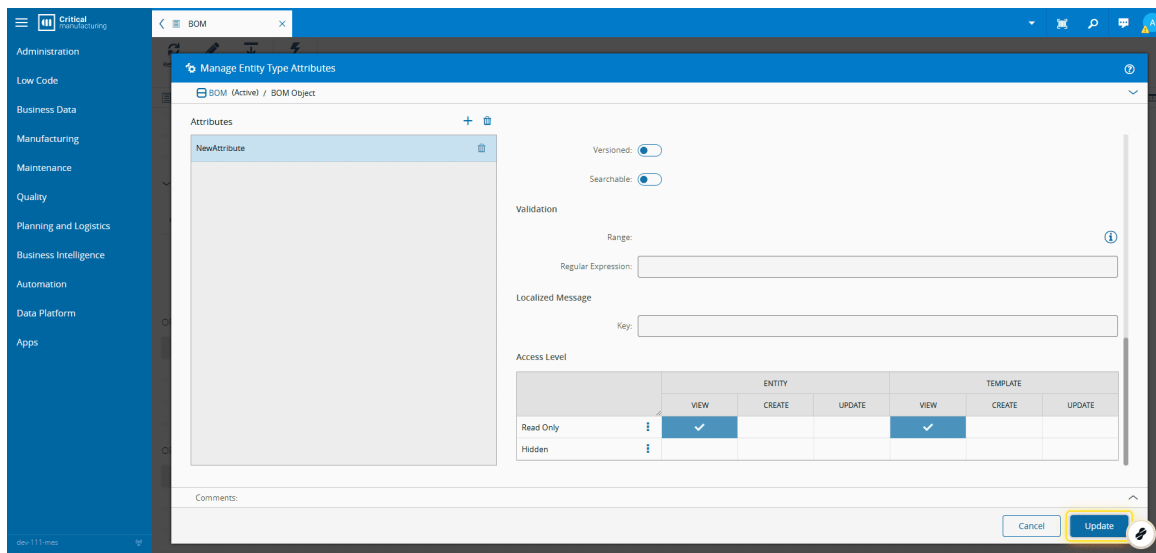 Critical
manufacturing
BOM
Administration
Low Code
Business Data
Manufacturing
Maintenance
Quality
Planning and Logistics
Business Intelligence
Automation
Data Platform
Apps
dev-111-mes
Manage Entity Type Attributes
BOM (Active) / BOM Object
Attributes
NewAttribute
Versioned:
Searchable:
Validation
Range:
Regular Expression:
Localized Message
Key:
Access Level
ENTITY TEMPLATE
VIEW CREATE UPDATE VIEW CREATE UPDATE
Read Only
Hidden
Comments:
Cancel Update